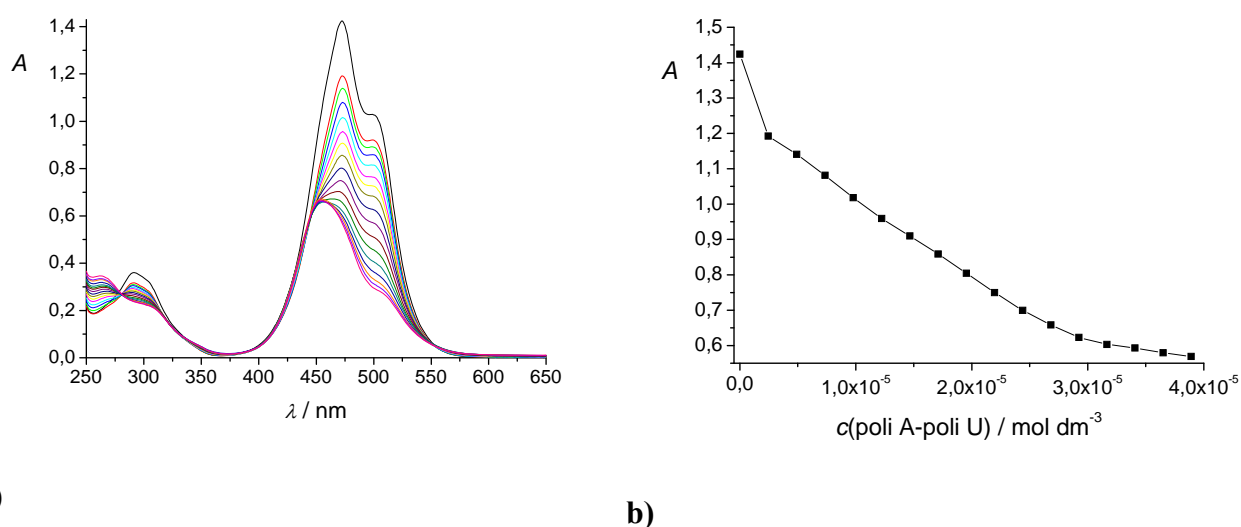 1,4
1,2
1,0
0,8
0,6
0,4
0,2
0,0
A
250 300 350 400 450 500 550 600 650
λ / nm
1,5
1,4
1,3
1,2
1,1
1,0
0,9
0,8
0,7
0,6
A
0,0 1,0x10⁻⁵ 2,0x10⁻⁵ 3,0x10⁻⁵ 4,0x10⁻⁵
c(poli A-poli U) / mol dm⁻³
)
b)